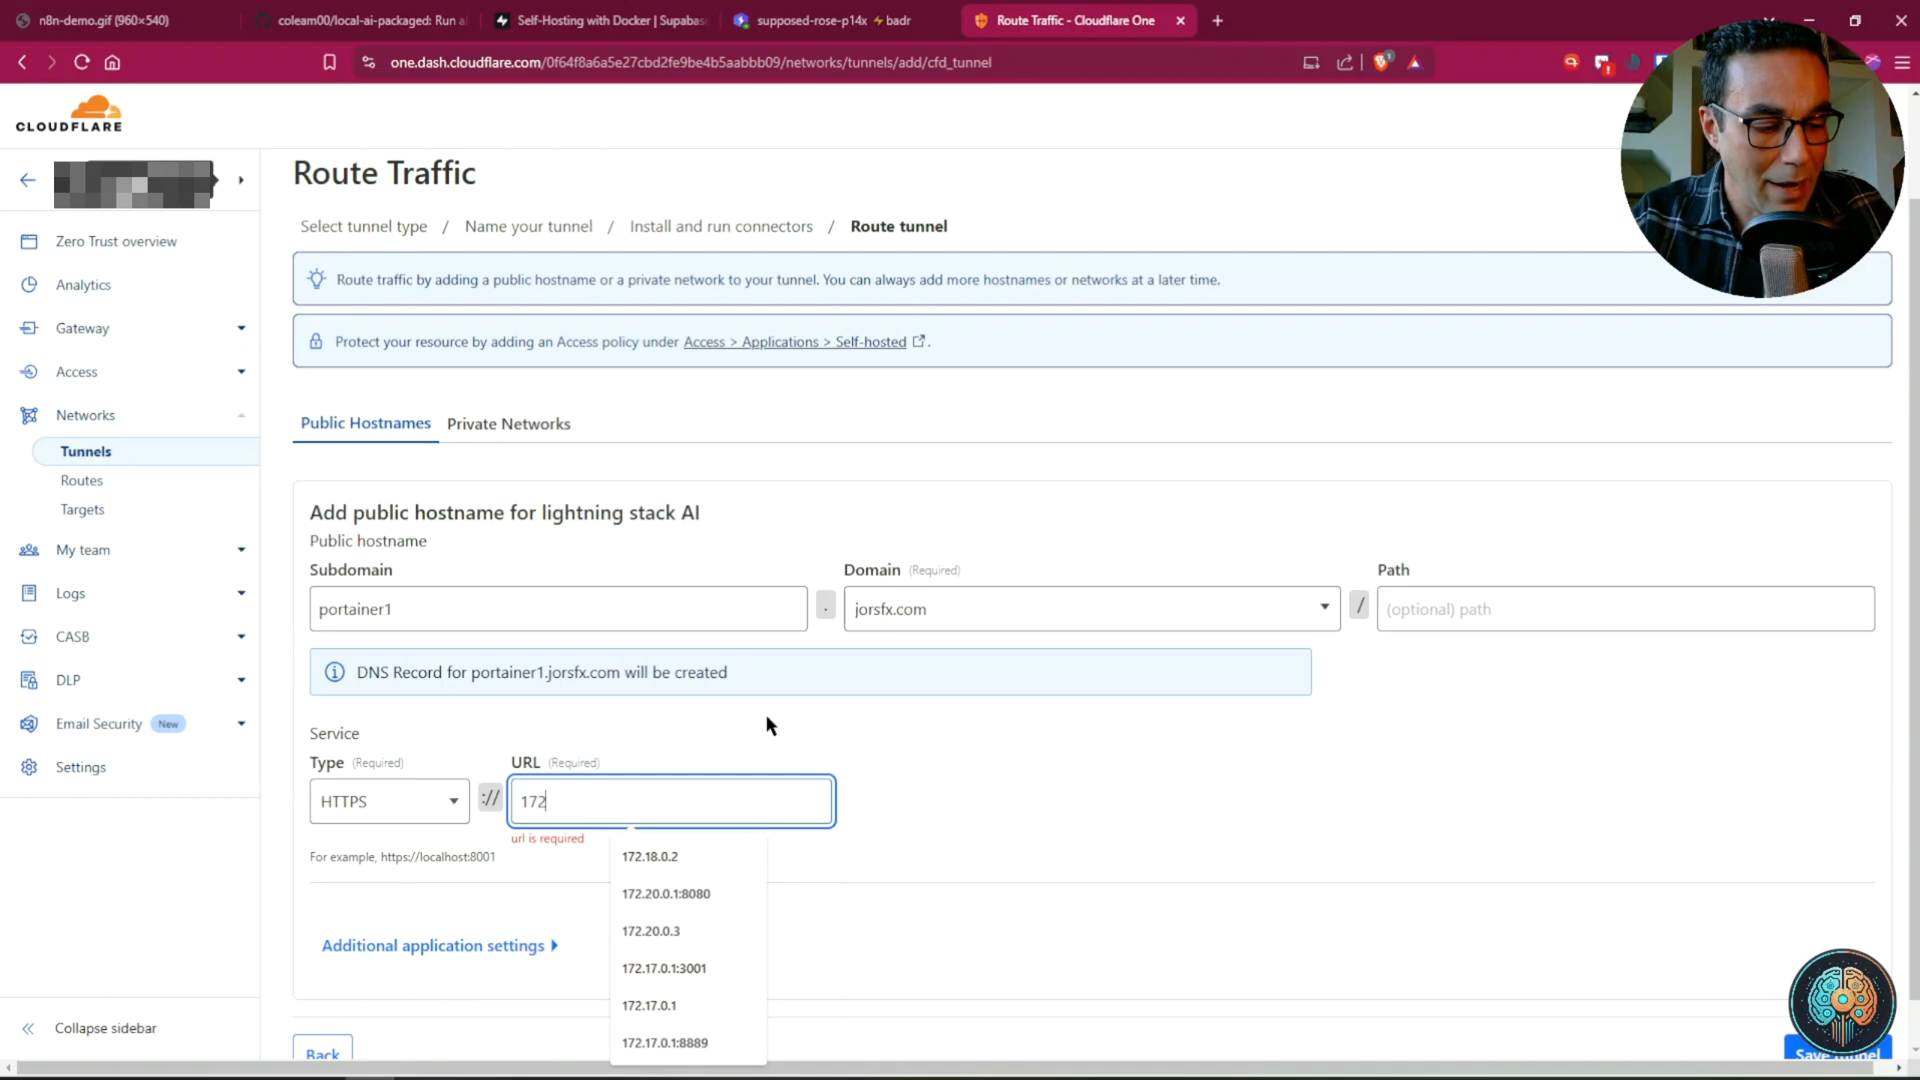 n8n-demo.gif (960×540)
coleam00/local-ai-packaged: Run a
Self-Hosting with Docker | Supabas
supposed-rose-p14x ⚡badr
Route Traffic - Cloudflare One
one.dash.cloudflare.com/0f64f8a6a5e27cbd2fe9be4b5aabbb09/networks/tunnels/add/cfd_tunnel
CLOUDFLARE
Zero Trust overview
Analytics
Gateway
Access
Networks
Tunnels
Routes
Targets
My team
Logs
CASB
DLP
Email Security New
Settings
Collapse sidebar
Route Traffic
Select tunnel type / Name your tunnel / Install and run connectors / Route tunnel
Route traffic by adding a public hostname or a private network to your tunnel. You can always add more hostnames or networks at a later time.
Protect your resource by adding an Access policy under Access > Applications > Self-hosted .
Public Hostnames Private Networks
Add public hostname for lightning stack AI
Public hostname
Subdomain Domain (Required) Path
portainer1 . jorsfx.com / (optional) path
DNS Record for portainer1.jorsfx.com will be created
Service
Type (Required) URL (Required)
HTTPS :// 172
url is required
For example, https://localhost:8001
172.18.0.2
172.20.0.1:8080
172.20.0.3
172.17.0.1:3001
172.17.0.1
172.17.0.1:8889
Additional application settings
Back
Save tunnel